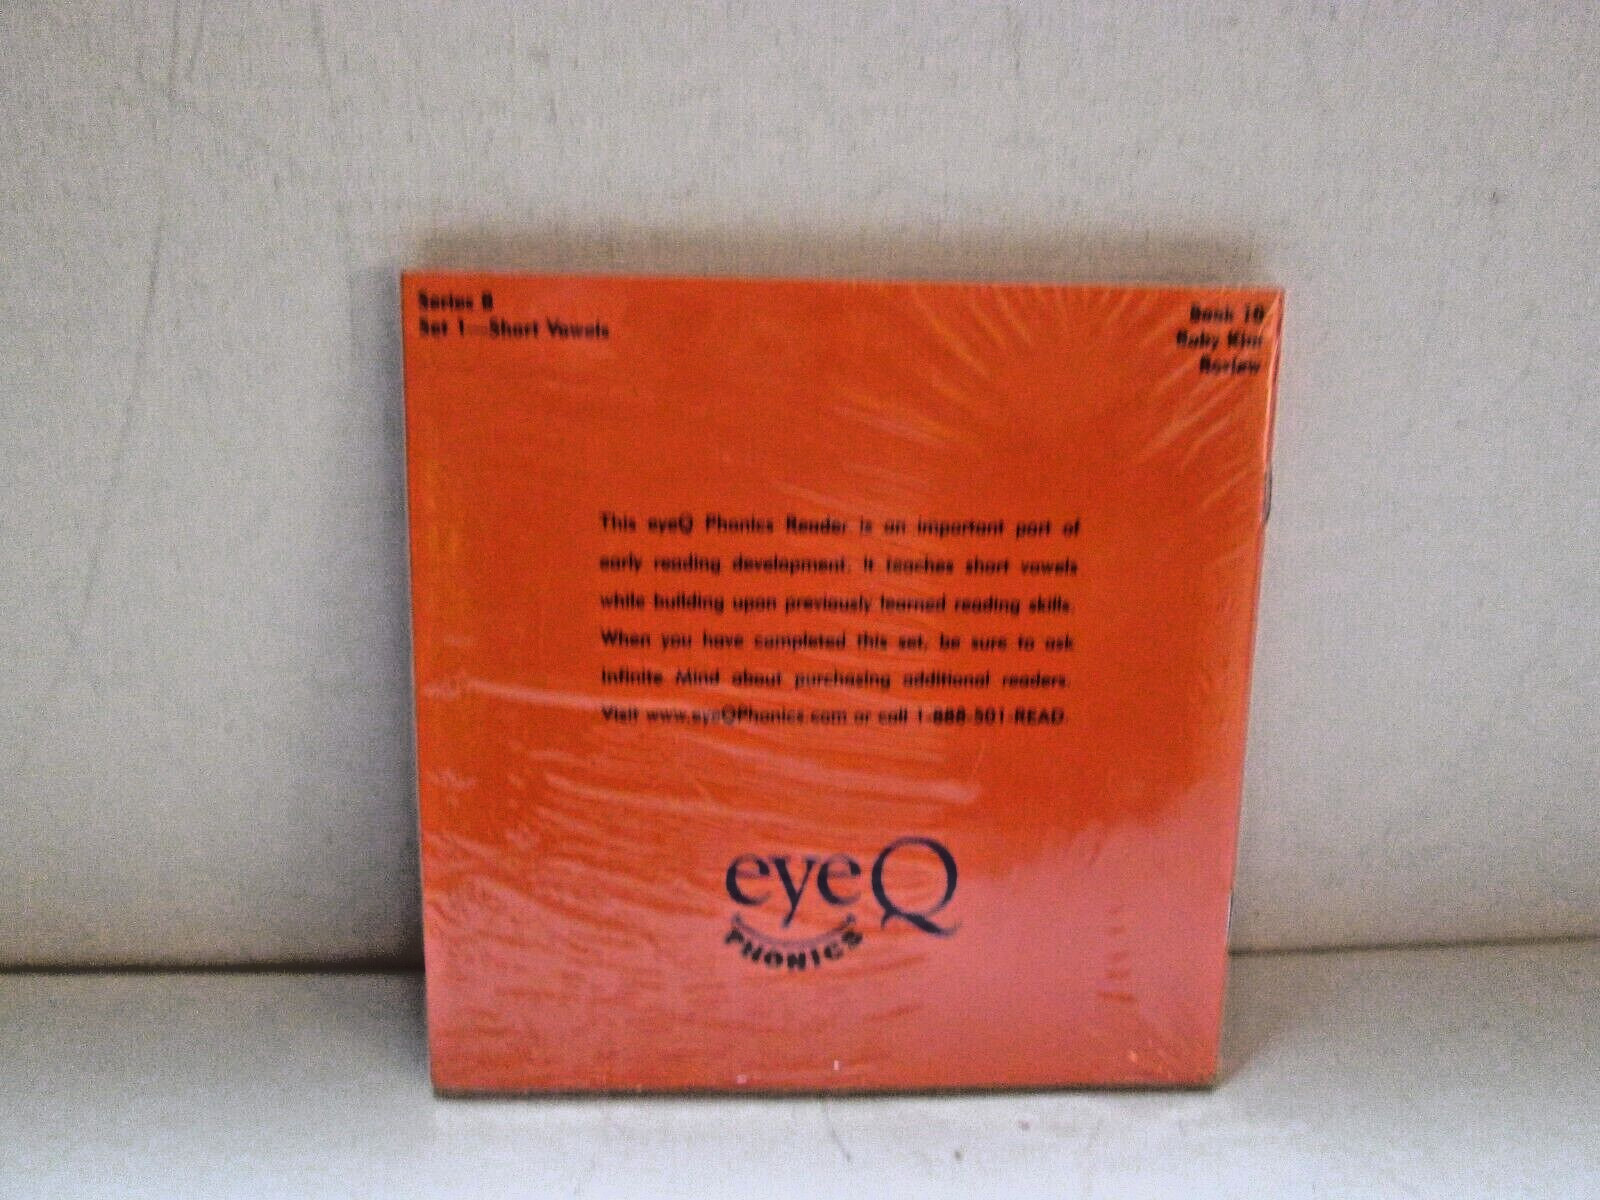 Series B
Set 1—Short Vowels
Book 10
Baby Kim
Review
This eyeQ Phonics Reader is an important part of
early reading development. It teaches short vowels
while building upon previously learned reading skills.
When you have completed this set, be sure to ask
Infinite Mind about purchasing additional readers.
Visit www.eyeQPhonics.com or call 1-888-501-READ.
eyeQ
PHONICS